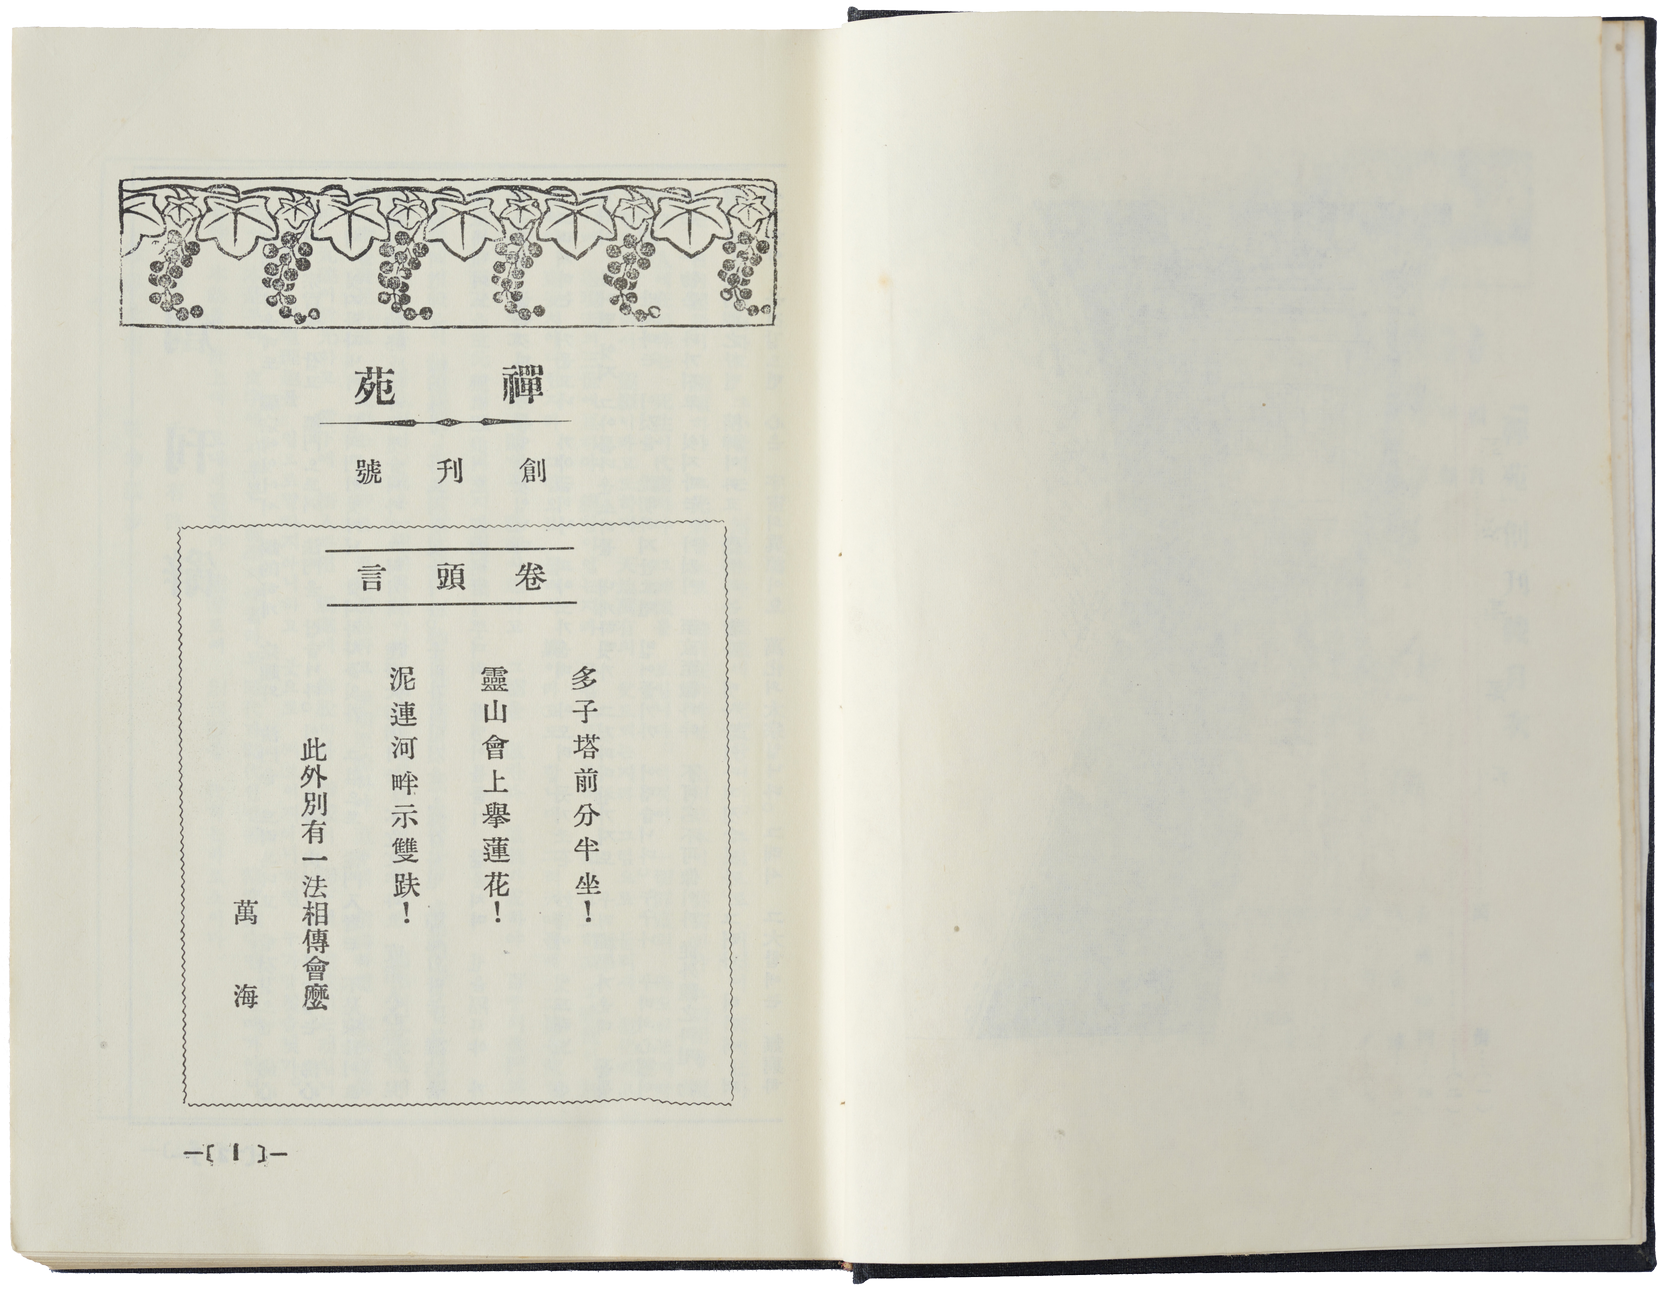 禪苑
創刊號
卷頭言
多子塔前分半坐！
靈山會上擧蓮花！
泥連河畔示雙趺！
此外別有一法相傳會麽
萬海
—〔 1 〕—